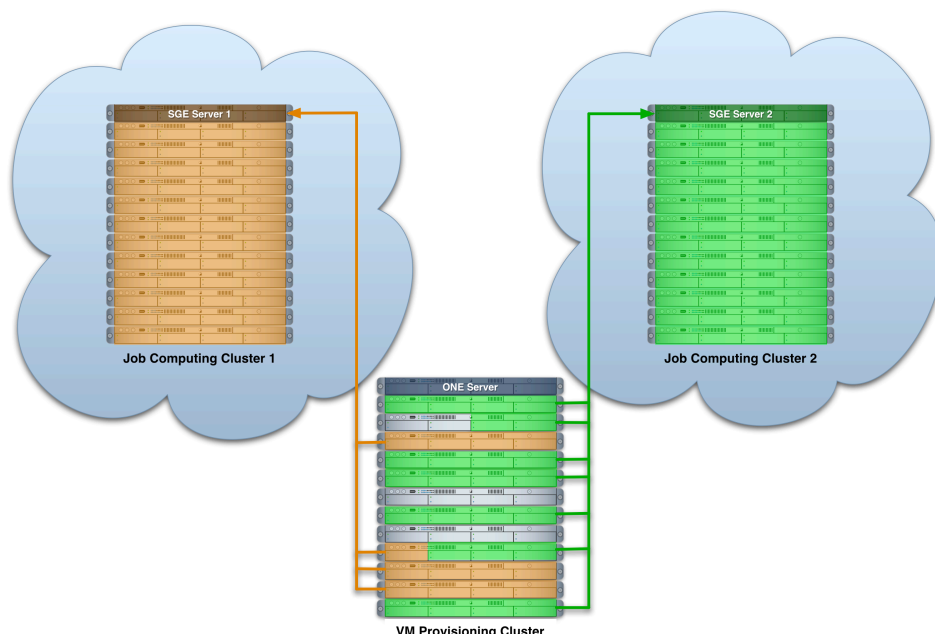 SGE Server 1
SGE Server 2
Job Computing Cluster 1
Job Computing Cluster 2
ONE Server
VM Provisioning Cluster